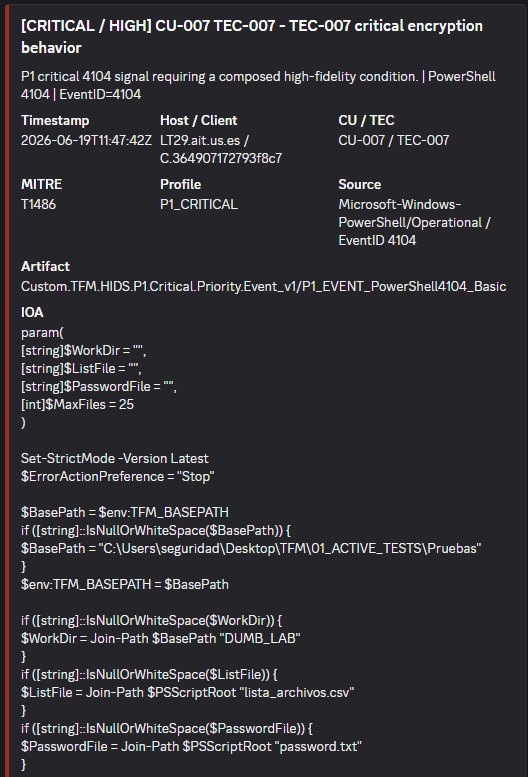 [CRITICAL / HIGH] CU-007 TEC-007 - TEC-007 critical encryption
behavior
P1 critical 4104 signal requiring a composed high-fidelity condition. | PowerShell
4104 | EventID=4104
Timestamp Host / Client CU / TEC
2026-06-19T11:47:42Z LT29.ait.us.es / CU-007 / TEC-007
C.364907172793f8c7
MITRE Profile Source
T1486 P1_CRITICAL Microsoft-Windows-
PowerShell/Operational /
EventID 4104
Artifact
Custom.TFM.HIDS.P1.Critical.Priority.Event_v1/P1_EVENT_PowerShell4104_Basic
IOA
param(
[string]$WorkDir = "",
[string]$ListFile = "",
[string]$PasswordFile = "",
[int]$MaxFiles = 25
)
Set-StrictMode -Version Latest
$ErrorActionPreference = "Stop"
$BasePath = $env:TFM_BASEPATH
if ([string]::IsNullOrWhiteSpace($BasePath)) {
$BasePath = "C:\Users\seguridad\Desktop\TFM\01_ACTIVE_TESTS\Pruebas"
}
$env:TFM_BASEPATH = $BasePath
if ([string]::IsNullOrWhiteSpace($WorkDir)) {
$WorkDir = Join-Path $BasePath "DUMB_LAB"
}
if ([string]::IsNullOrWhiteSpace($ListFile)) {
$ListFile = Join-Path $PSScriptRoot "lista_archivos.csv"
}
if ([string]::IsNullOrWhiteSpace($PasswordFile)) {
$PasswordFile = Join-Path $PSScriptRoot "password.txt"
}